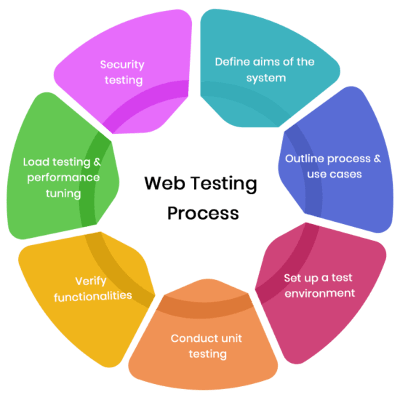 Web Testing
Process
Define aims of the
system
Outline process &
use cases
Set up a test
environment
Conduct unit
testing
Verify
functionalities
Load testing &
performance
tuning
Security
testing